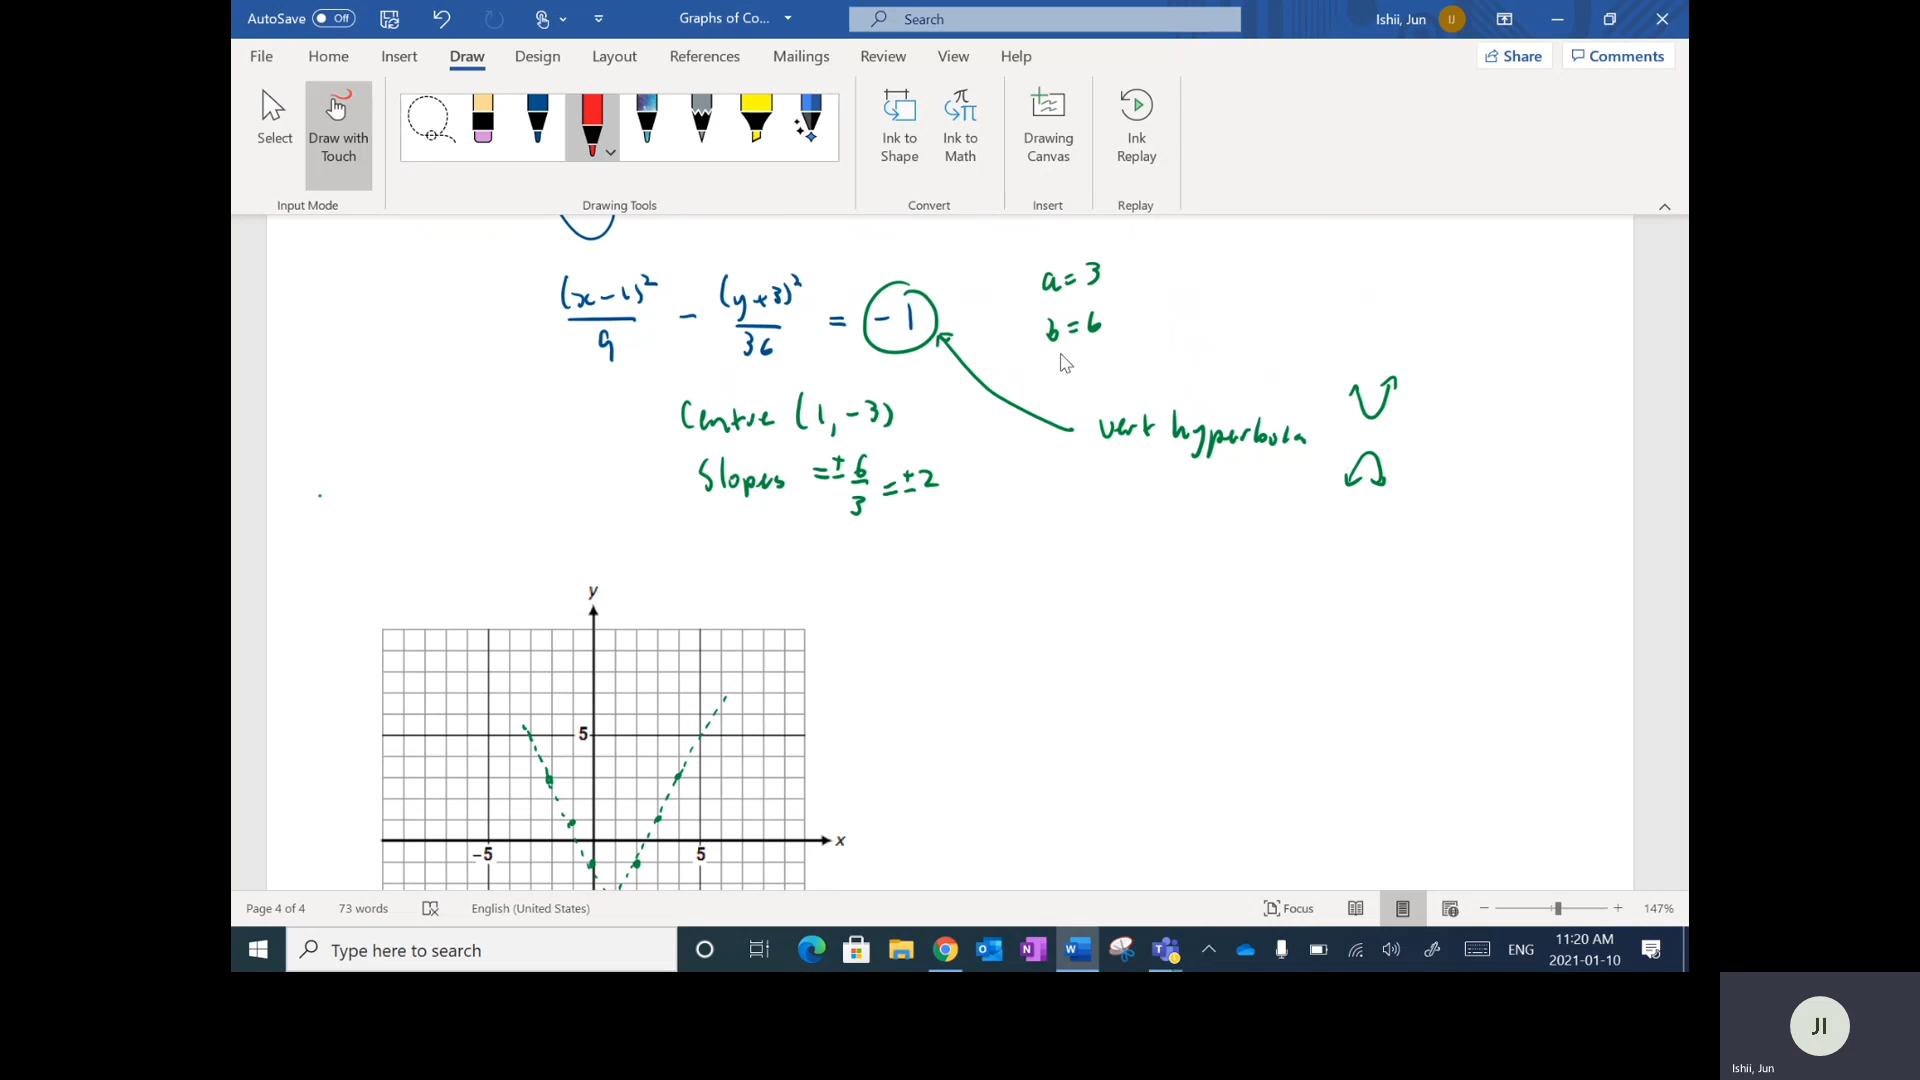 AutoSave Off Graphs of Co... Search Ishii, Jun IJ
File Home Insert Draw Design Layout References Mailings Review View Help Share Comments
Select Draw with Touch Ink to Shape Ink to Math Drawing Canvas Ink Replay
Input Mode Drawing Tools Convert Insert Replay
(x-1)²/9 - (y+3)²/36 = -1
a = 3
b = 6
Centre (1, -3)
vert hyperbola
Slopes = ± 6/3 = ± 2
y
5
-5 5 x
Page 4 of 4 73 words English (United States) Focus 147%
Type here to search ENG 11:20 AM 2021-01-10
JI
Ishii, Jun